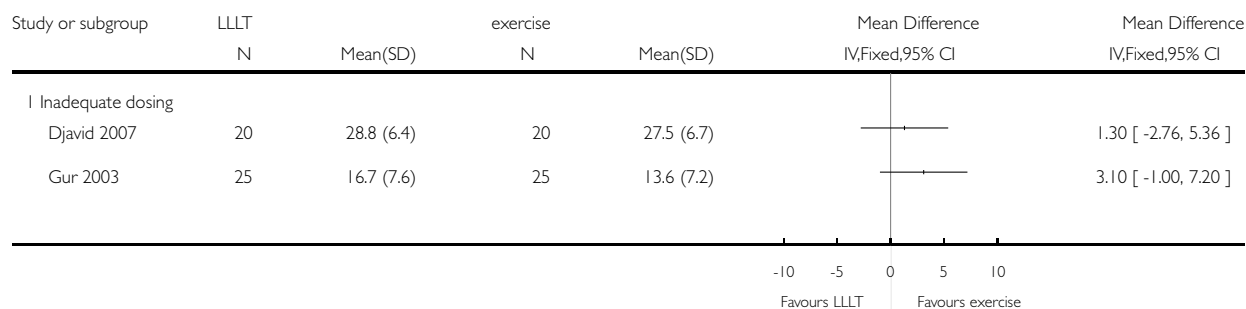 Study or subgroup LLLT exercise Mean Difference Mean Difference
N Mean(SD) N Mean(SD) IV,Fixed,95% CI IV,Fixed,95% CI
1 Inadequate dosing
Djavid 2007 20 28.8 (6.4) 20 27.5 (6.7) 1.30 [ -2.76, 5.36 ]
Gur 2003 25 16.7 (7.6) 25 13.6 (7.2) 3.10 [ -1.00, 7.20 ]
-10 -5 0 5 10
Favours LLLT Favours exercise